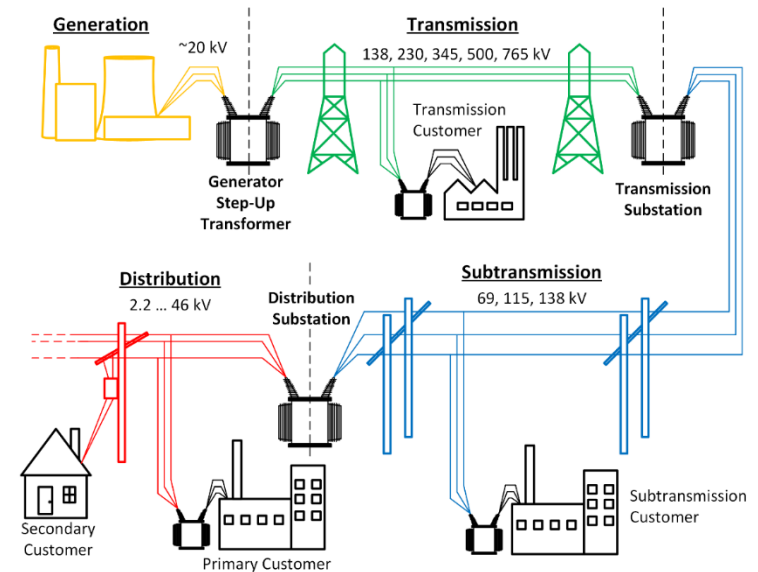 Generation
~20 kV
Transmission
138, 230, 345, 500, 765 kV
Transmission
Customer
Generator
Step-Up
Transformer
Transmission
Substation
Distribution
2.2 ... 46 kV
Distribution
Substation
Subtransmission
69, 115, 138 kV
Secondary
Customer
Primary Customer
Subtransmission
Customer